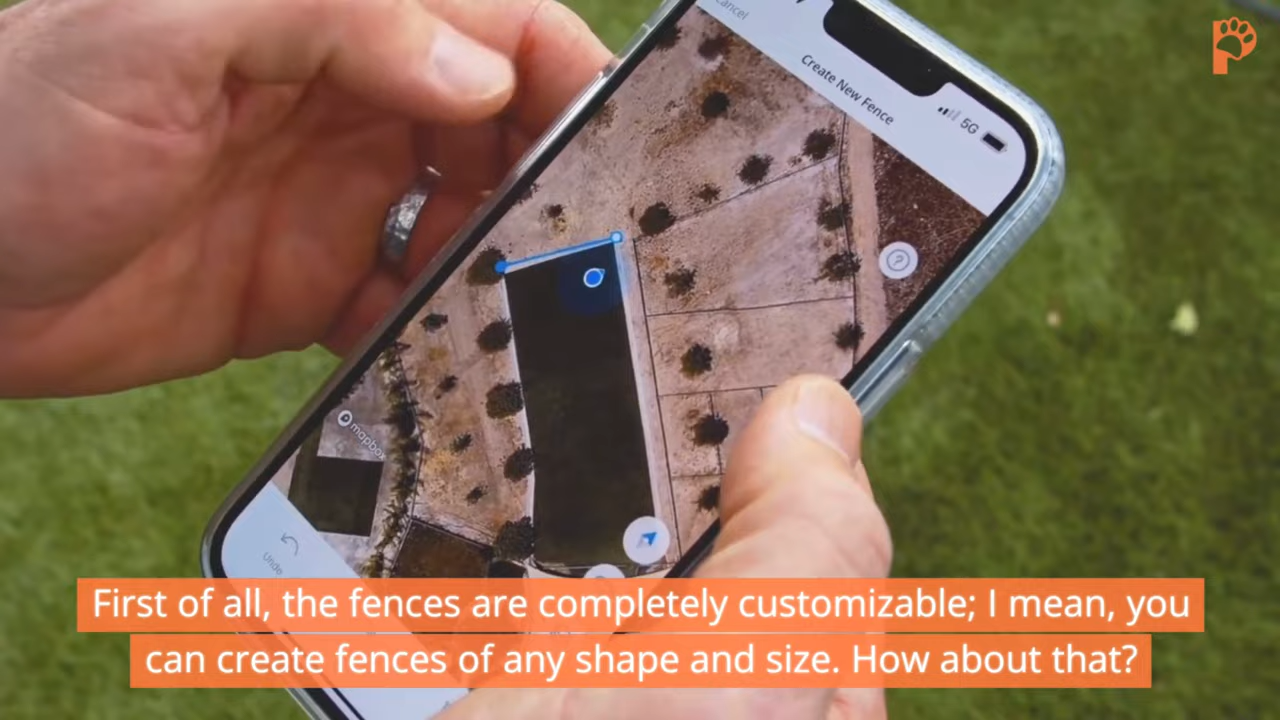 Cancel
Create New Fence
5G
?
mapbox
Undo
First of all, the fences are completely customizable; I mean, you
can create fences of any shape and size. How about that?